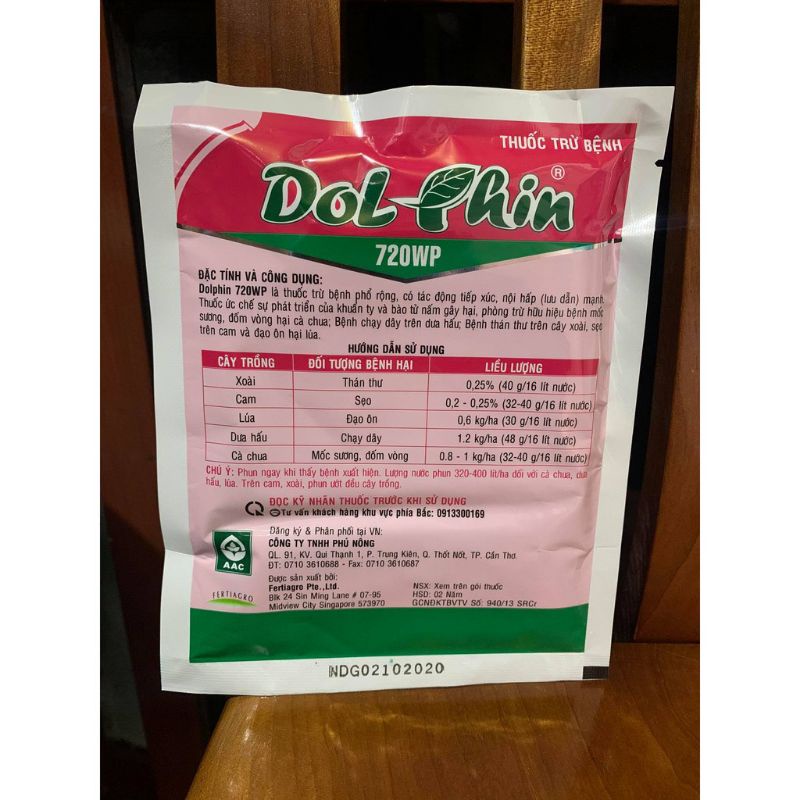 THUỐC TRỪ BỆNH
DOL-Phin ®
720WP
ĐẶC TÍNH VÀ CÔNG DỤNG:
Dolphin 720WP là thuốc trừ bệnh phổ rộng, có tác động tiếp xúc, nội hấp (lưu dẫn) mạnh.
Thuốc ức chế sự phát triển của khuẩn ty và bào tử nấm gây hại, phòng trừ hữu hiệu bệnh mốc
sương, đốm vòng hại cà chua; Bệnh chạy dây trên dưa hấu; Bệnh thán thư trên cây xoài, sẹo
trên cam và đạo ôn hại lúa.
HƯỚNG DẪN SỬ DỤNG
CÂY TRỒNG ĐỐI TƯỢNG BỆNH HẠI LIỀU LƯỢNG
Xoài Thán thư 0,25% (40 g/16 lít nước)
Cam Sẹo 0,2 - 0,25% (32-40 g/16 lít nước)
Lúa Đạo ôn 0,6 kg/ha (30 g/16 lít nước)
Dưa hấu Chạy dây 1.2 kg/ha (48 g/16 lít nước)
Cà chua Mốc sương, đốm vòng 0.8 - 1 kg/ha (32-40 g/16 lít nước)
CHÚ Ý: Phun ngay khi thấy bệnh xuất hiện. Lượng nước phun 320-400 lít/ha đối với cà chua, dưa
hấu, lúa. Trên cam, xoài, phun ướt đều cây trồng.
ĐỌC KỸ NHÃN THUỐC TRƯỚC KHI SỬ DỤNG
Tư vấn khách hàng khu vực phía Bắc: 0913300169
Đăng ký & Phân phối tại VN:
CÔNG TY TNHH PHÚ NÔNG
QL. 91, KV. Qui Thạnh 1, P. Trung Kiên, Q. Thốt Nốt, TP. Cần Thơ.
ĐT: 0710 3610688 - Fax: 0710 3610687
AAC
Được sản xuất bởi:
Fertiagro Pte.,Ltd.
Blk 24 Sin Ming Lane # 07-95
Midview City Singapore 573970
FERTIAGRO
NSX: Xem trên gói thuốc
HSD: 02 Năm
GCNĐKTBVTV Số: 940/13 SRCr
NDG02102020